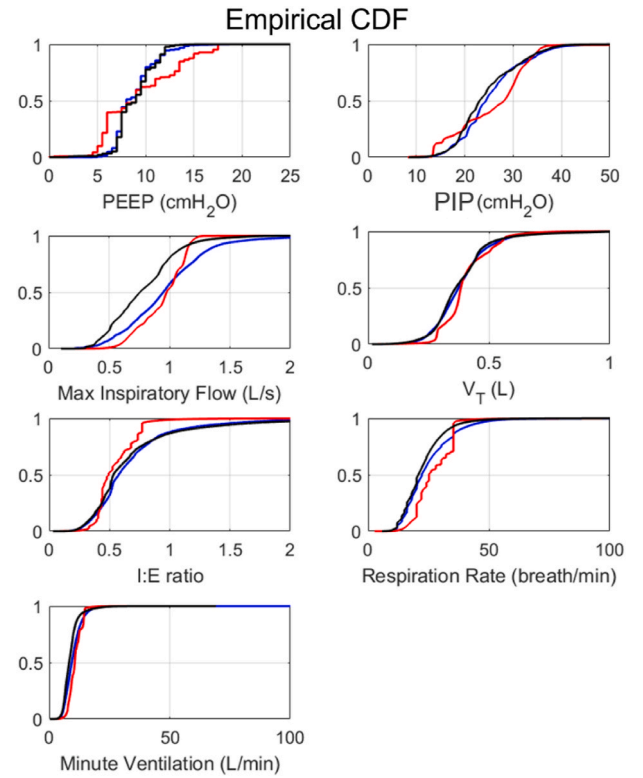 Empirical CDF
1
0.5
0
0 5 10 15 20 25
PEEP (cmH2O)
1
0.5
0
0 10 20 30 40 50
PIP (cmH2O)
1
0.5
0
0 0.5 1 1.5 2
Max Inspiratory Flow (L/s)
1
0.5
0
0 0.5 1
VT (L)
1
0.5
0
0 0.5 1 1.5 2
I:E ratio
1
0.5
0
0 50 100
Respiration Rate (breath/min)
1
0.5
0
0 50 100
Minute Ventilation (L/min)